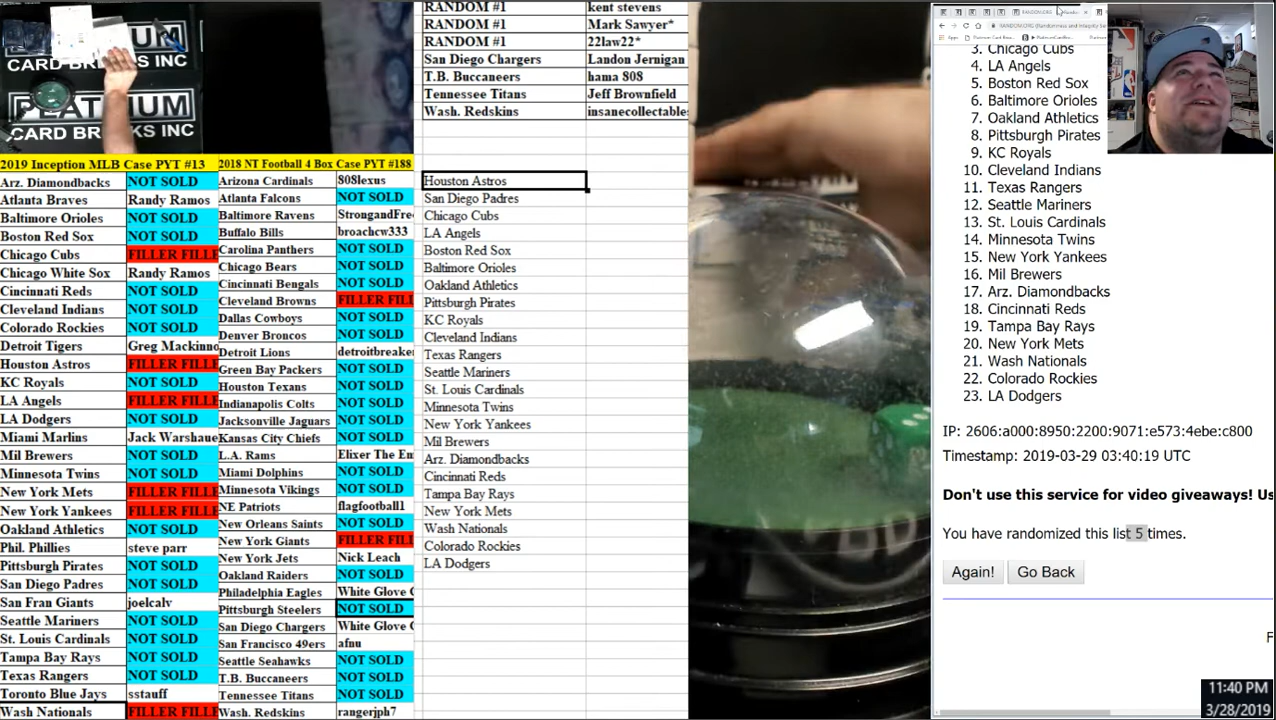 CARD BREAKS INC
PLATINUM
CARD BREAKS INC
2019 Inception MLB Case PYT #13
Arz. Diamondbacks NOT SOLD
Atlanta Braves Randy Ramos
Baltimore Orioles NOT SOLD
Boston Red Sox NOT SOLD
Chicago Cubs FILLER FILLE
Chicago White Sox Randy Ramos
Cincinnati Reds NOT SOLD
Cleveland Indians NOT SOLD
Colorado Rockies NOT SOLD
Detroit Tigers Greg Mackinno
Houston Astros FILLER FILLE
KC Royals NOT SOLD
LA Angels FILLER FILLE
LA Dodgers NOT SOLD
Miami Marlins Jack Warshaue
Mil Brewers NOT SOLD
Minnesota Twins NOT SOLD
New York Mets FILLER FILLE
New York Yankees FILLER FILLE
Oakland Athletics NOT SOLD
Phil. Phillies steve parr
Pittsburgh Pirates NOT SOLD
San Diego Padres NOT SOLD
San Fran Giants joelcalv
Seattle Mariners NOT SOLD
St. Louis Cardinals NOT SOLD
Tampa Bay Rays NOT SOLD
Texas Rangers NOT SOLD
Toronto Blue Jays sstauff
Wash Nationals FILLER FILLE
2018 NT Football 4 Box Case PYT #188
Arizona Cardinals 808lexus
Atlanta Falcons NOT SOLD
Baltimore Ravens StrongandFre
Buffalo Bills broachcw333
Carolina Panthers NOT SOLD
Chicago Bears NOT SOLD
Cincinnati Bengals NOT SOLD
Cleveland Browns FILLER FIL
Dallas Cowboys NOT SOLD
Denver Broncos NOT SOLD
Detroit Lions detroitbreaker
Green Bay Packers NOT SOLD
Houston Texans NOT SOLD
Indianapolis Colts NOT SOLD
Jacksonville Jaguars NOT SOLD
Kansas City Chiefs NOT SOLD
L.A. Rams Elixer The En
Miami Dolphins NOT SOLD
Minnesota Vikings NOT SOLD
NE Patriots flagfootball1
New Orleans Saints NOT SOLD
New York Giants FILLER FIL
New York Jets Nick Leach
Oakland Raiders NOT SOLD
Philadelphia Eagles White Glove C
Pittsburgh Steelers NOT SOLD
San Diego Chargers White Glove C
San Francisco 49ers afnu
Seattle Seahawks NOT SOLD
T.B. Buccaneers NOT SOLD
Tennessee Titans NOT SOLD
Wash. Redskins rangerjph7
RANDOM #1 kent stevens
RANDOM #1 Mark Sawyer*
RANDOM #1 22law22*
San Diego Chargers Landon Jernigan
T.B. Buccaneers hama 808
Tennessee Titans Jeff Brownfield
Wash. Redskins insanecollectable
Houston Astros
San Diego Padres
Chicago Cubs
LA Angels
Boston Red Sox
Baltimore Orioles
Oakland Athletics
Pittsburgh Pirates
KC Royals
Cleveland Indians
Texas Rangers
Seattle Mariners
St. Louis Cardinals
Minnesota Twins
New York Yankees
Mil Brewers
Arz. Diamondbacks
Cincinnati Reds
Tampa Bay Rays
New York Mets
Wash Nationals
Colorado Rockies
LA Dodgers
3. Chicago Cubs
4. LA Angels
5. Boston Red Sox
6. Baltimore Orioles
7. Oakland Athletics
8. Pittsburgh Pirates
9. KC Royals
10. Cleveland Indians
11. Texas Rangers
12. Seattle Mariners
13. St. Louis Cardinals
14. Minnesota Twins
15. New York Yankees
16. Mil Brewers
17. Arz. Diamondbacks
18. Cincinnati Reds
19. Tampa Bay Rays
20. New York Mets
21. Wash Nationals
22. Colorado Rockies
23. LA Dodgers
IP: 2606:a000:8950:2200:9071:e573:4ebe:c800
Timestamp: 2019-03-29 03:40:19 UTC
Don't use this service for video giveaways! Us
You have randomized this list 5 times.
Again! Go Back
F
11:40 PM
3/28/2019